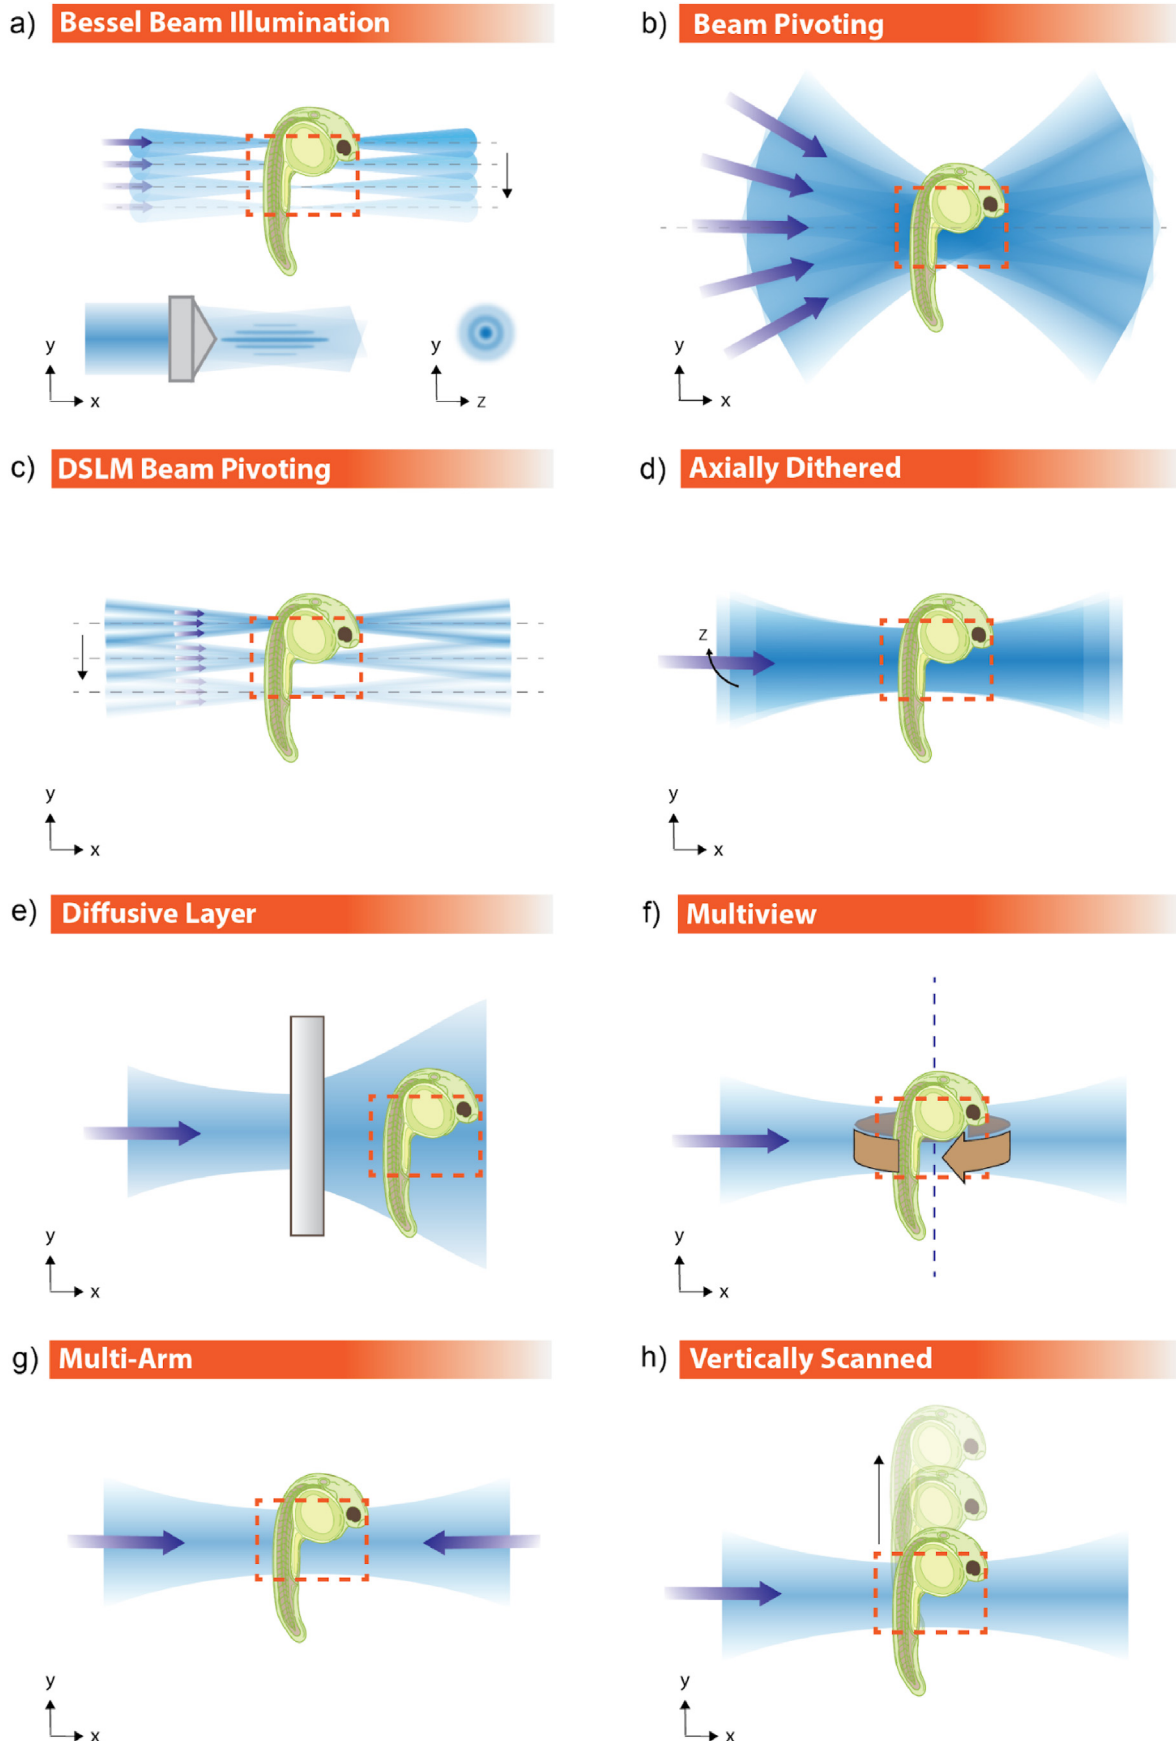 a) Bessel Beam Illumination
b) Beam Pivoting
y
x
y
z
y
x
c) DSLM Beam Pivoting
d) Axially Dithered
z
y
x
y
x
e) Diffusive Layer
f) Multiview
y
x
y
x
g) Multi-Arm
h) Vertically Scanned
y
x
y
x